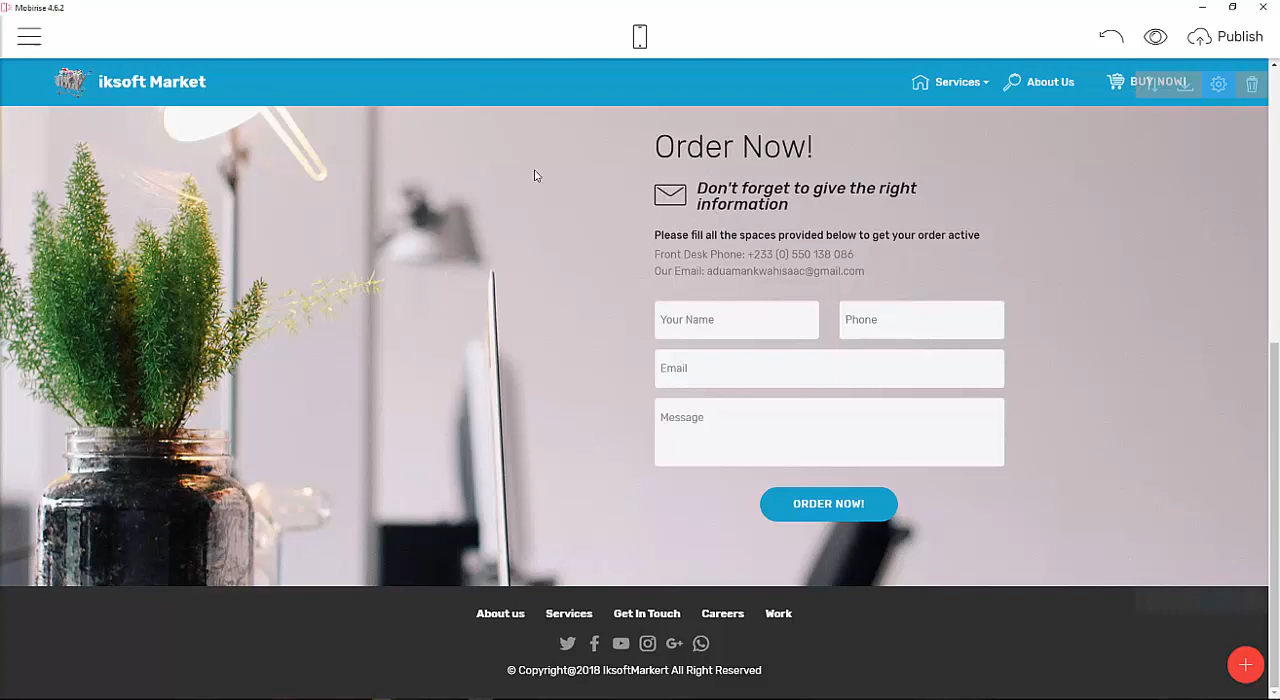 Mobirise 4.6.2
Publish
iksoft Market
Services
About Us
BUY NOW!
Order Now!
Don't forget to give the right
information
Please fill all the spaces provided below to get your order active
Front Desk Phone: +233 (0) 550 138 086
Our Email: aduamankwahisaac@gmail.com
Your Name
Phone
Email
Message
ORDER NOW!
About us
Services
Get In Touch
Careers
Work
© Copyright@2018 IksoftMarkert All Right Reserved